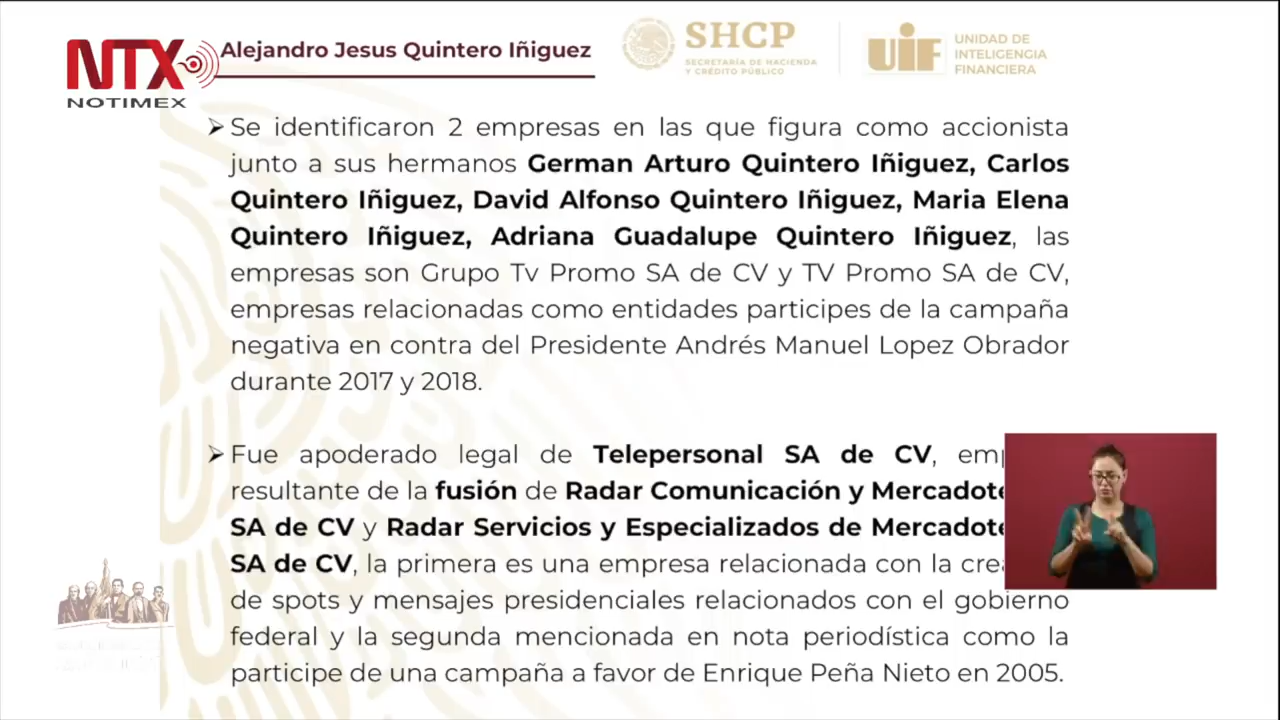 NTX
NOTIMEX
Alejandro Jesus Quintero Iñiguez
SHCP
SECRETARÍA DE HACIENDA
Y CRÉDITO PÚBLICO
UIF
UNIDAD DE
INTELIGENCIA
FINANCIERA
Se identificaron 2 empresas en las que figura como accionista
junto a sus hermanos German Arturo Quintero Iñiguez, Carlos
Quintero Iñiguez, David Alfonso Quintero Iñiguez, Maria Elena
Quintero Iñiguez, Adriana Guadalupe Quintero Iñiguez, las
empresas son Grupo Tv Promo SA de CV y TV Promo SA de CV,
empresas relacionadas como entidades participes de la campaña
negativa en contra del Presidente Andrés Manuel Lopez Obrador
durante 2017 y 2018.
Fue apoderado legal de Telepersonal SA de CV,
resultante de la fusión de Radar Comunicación y
SA de CV y Radar Servicios y Especializados de
SA de CV, la primera es una empresa relacionada con la
de spots y mensajes presidenciales relacionados con el gobierno
federal y la segunda mencionada en nota periodística como la
participe de una campaña a favor de Enrique Peña Nieto en 2005.